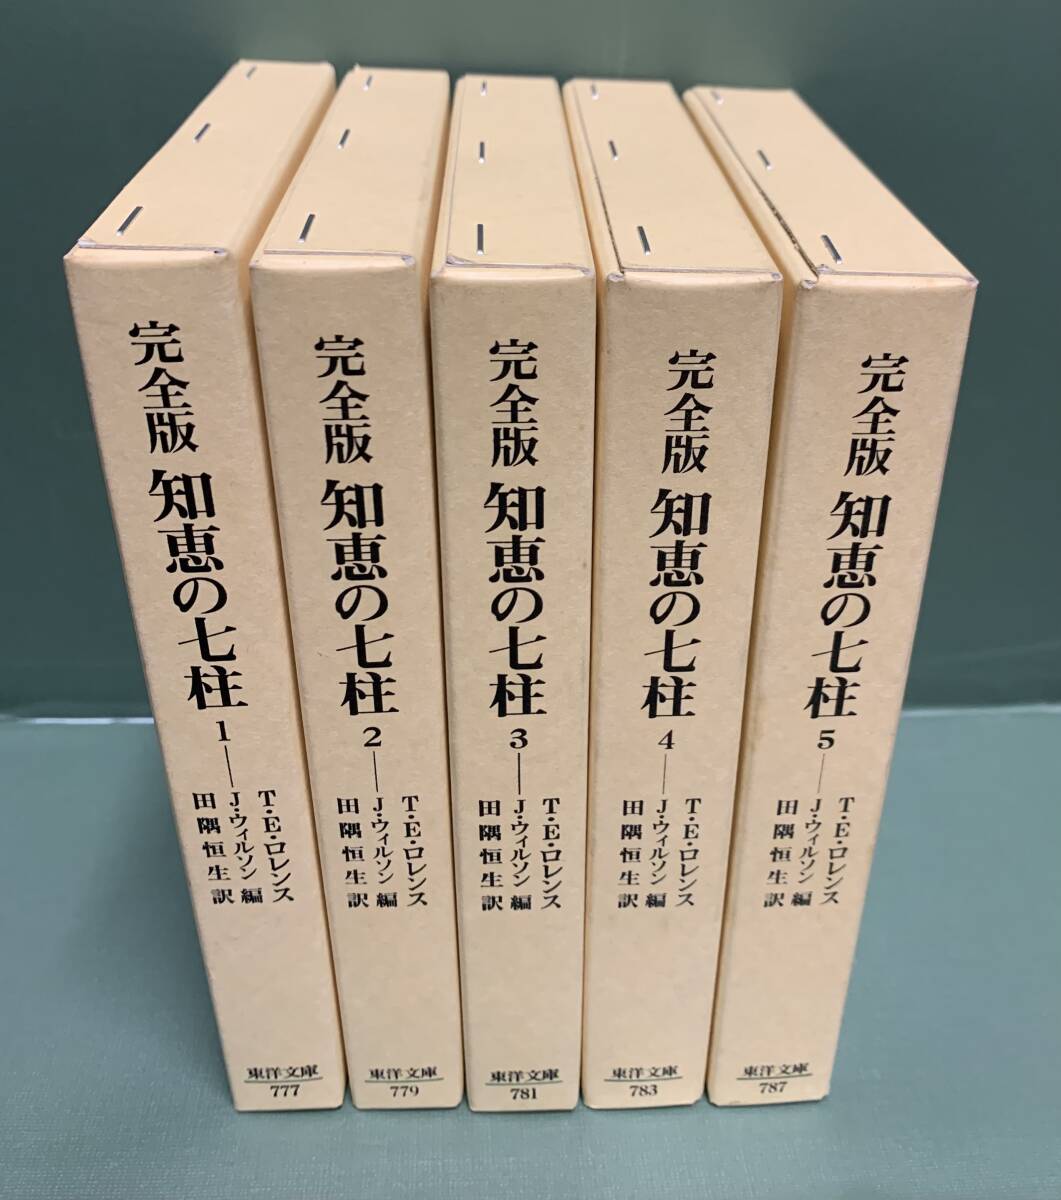 完全版 知恵の七柱 1
T・E・ロレンス
J・ウィルソン 編
田隅恒生 訳
東洋文庫
777
完全版 知恵の七柱 2
T・E・ロレンス
J・ウィルソン 編
田隅恒生 訳
東洋文庫
779
完全版 知恵の七柱 3
T・E・ロレンス
J・ウィルソン 編
田隅恒生 訳
東洋文庫
781
完全版 知恵の七柱 4
T・E・ロレンス
J・ウィルソン 編
田隅恒生 訳
東洋文庫
783
完全版 知恵の七柱 5
T・E・ロレンス
J・ウィルソン 編
田隅恒生 訳
東洋文庫
787